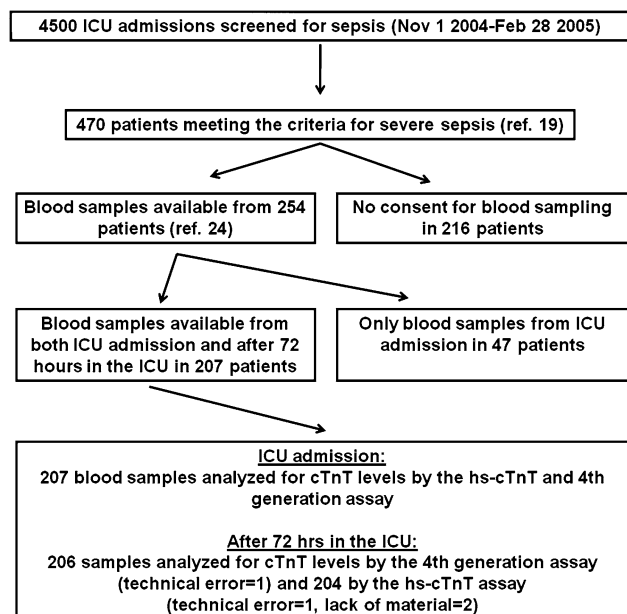 4500 ICU admissions screened for sepsis (Nov 1 2004-Feb 28 2005)
470 patients meeting the criteria for severe sepsis (ref. 19)
Blood samples available from 254
patients (ref. 24)
No consent for blood sampling
in 216 patients
Blood samples available from
both ICU admission and after 72
hours in the ICU in 207 patients
Only blood samples from ICU
admission in 47 patients
ICU admission:
207 blood samples analyzed for cTnT levels by the hs-cTnT and 4th
generation assay
After 72 hrs in the ICU:
206 samples analyzed for cTnT levels by the 4th generation assay
(technical error=1) and 204 by the hs-cTnT assay
(technical error=1, lack of material=2)